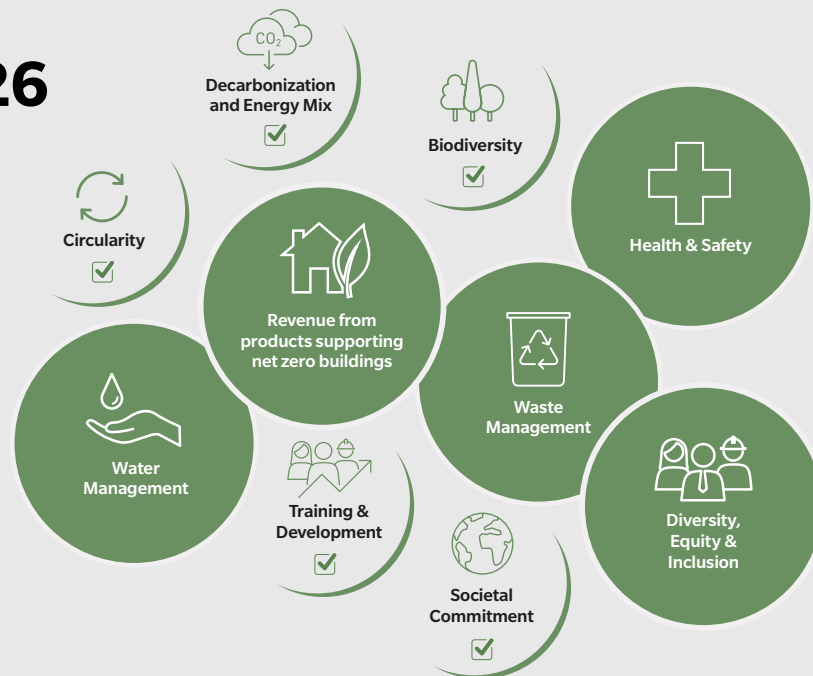 26
CO₂
Decarbonization
and Energy Mix
Biodiversity
Health & Safety
Circularity
Revenue from
products supporting
net zero buildings
Waste
Management
Water
Management
Training &
Development
Diversity,
Equity &
Inclusion
Societal
Commitment